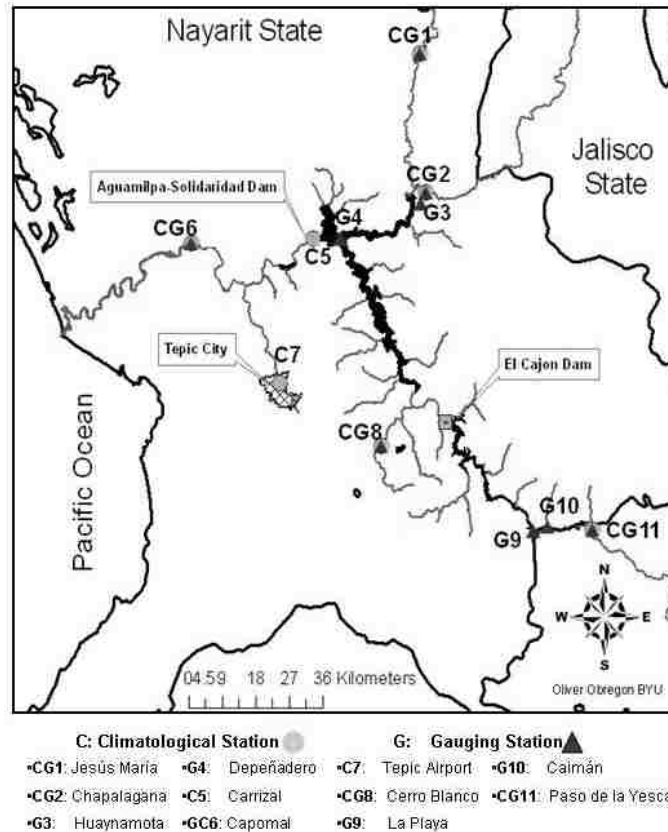 Nayarit State
CG1
Jalisco
State
CG2
G3
Aguamilpa-Solidaridad Dam
G4
CG6
C5
Tepic City
C7
El Cajon Dam
CG8
Pacific Ocean
G10
G9
CG11
N
W E
S
04.59 18 27 36 Kilometers
Oliver Obregon BYU
C: Climatological Station G: Gauging Station
•CG1: Jesús María •G4: Depeñadero •C7: Tepic Airport •G10: Caimán
•CG2: Chapalagana •C5: Carrizal •CG8: Cerro Blanco •CG11: Paso de la Yesca
•G3: Huaynamota •GC6: Capomal •G9: La Playa